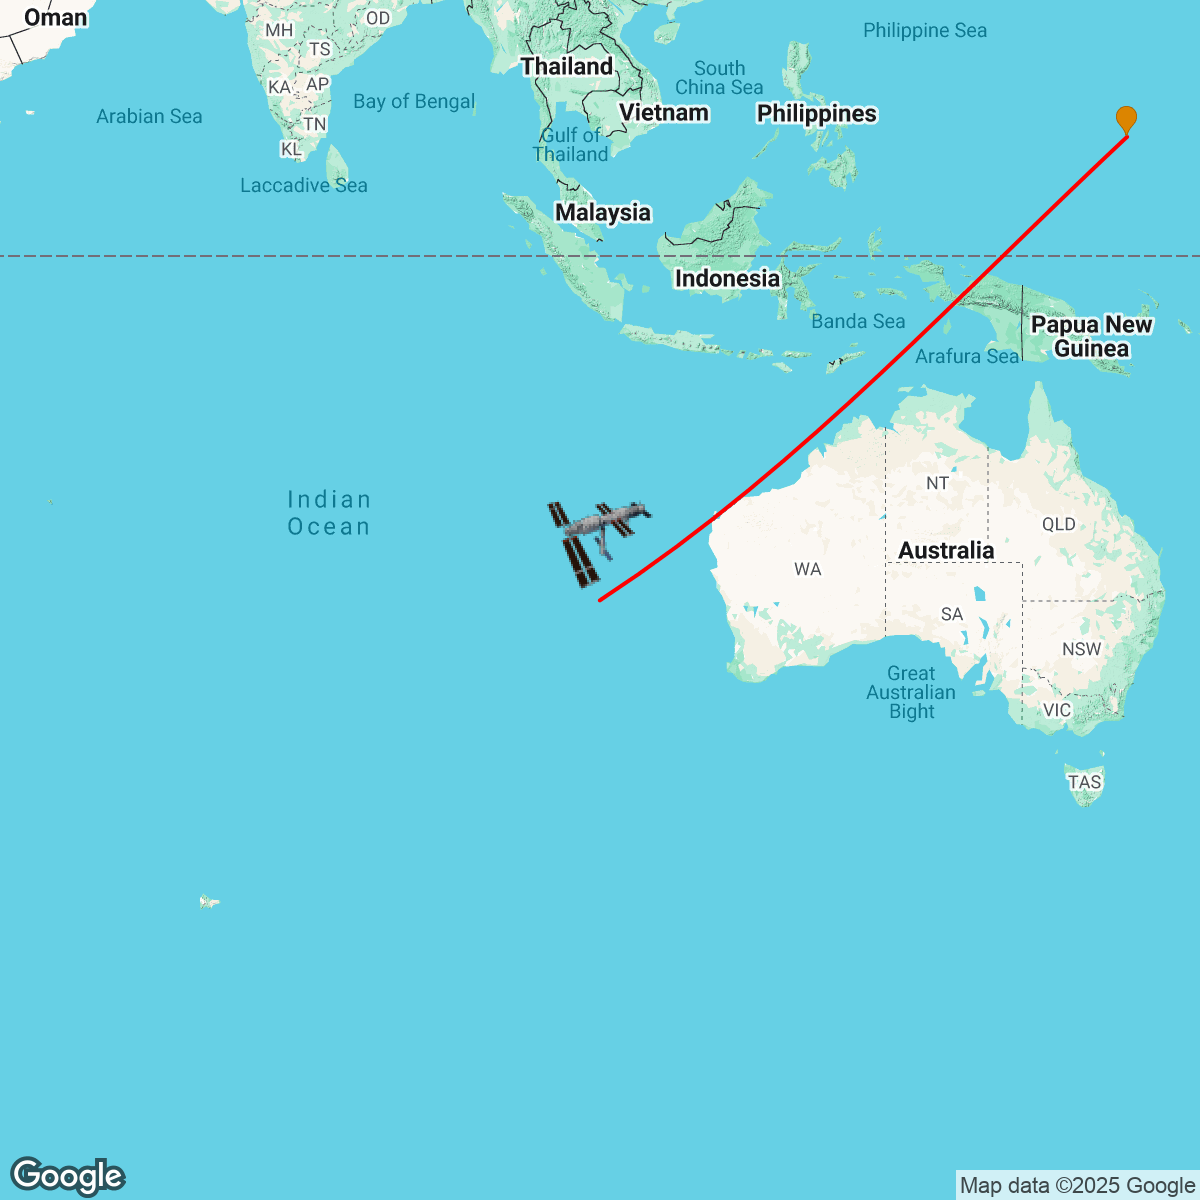 Oman
MH
OD
TS
KA
AP
TN
KL
Arabian Sea
Bay of Bengal
Laccadive Sea
Thailand
Vietnam
Gulf of
Thailand
South
China Sea
Philippine Sea
Philippines
Malaysia
Indonesia
Banda Sea
Arafura Sea
Papua New
Guinea
Indian
Ocean
NT
QLD
Australia
WA
SA
NSW
Great
Australian
Bight
VIC
TAS
Google
Map data ©2025 Google